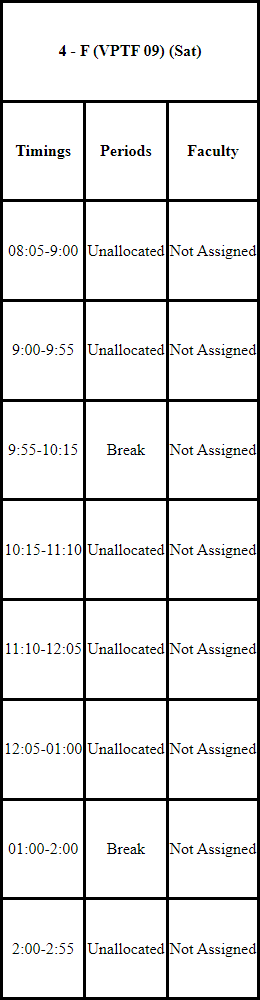 4 - F (VPTF 09) (Sat)
Timings Periods Faculty
08:05-9:00 Unallocated Not Assigned
9:00-9:55 Unallocated Not Assigned
9:55-10:15 Break Not Assigned
10:15-11:10 Unallocated Not Assigned
11:10-12:05 Unallocated Not Assigned
12:05-01:00 Unallocated Not Assigned
01:00-2:00 Break Not Assigned
2:00-2:55 Unallocated Not Assigned